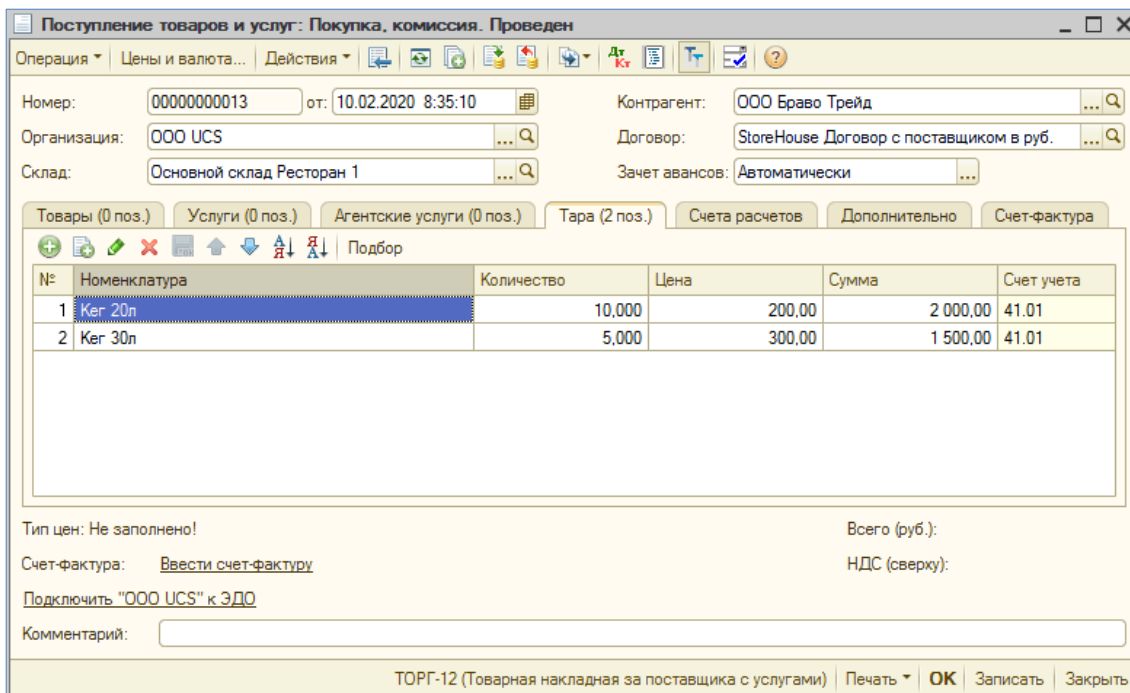 Поступление товаров и услуг: Покупка, комиссия. Проведен
Операция Цены и валюта... Действия Дт Кт
Номер: 00000000013 от: 10.02.2020 8:35:10 Контрагент: ООО Браво Трейд
Организация: ООО UCS Договор: StoreHouse Договор с поставщиком в руб.
Склад: Основной склад Ресторан 1 Зачет авансов: Автоматически
Товары (0 поз.) Услуги (0 поз.) Агентские услуги (0 поз.) Тара (2 поз.) Счета расчетов Дополнительно Счет-фактура
Подбор
№ Номенклатура Количество Цена Сумма Счет учета
1 Кег 20л 10,000 200,00 2 000,00 41.01
2 Кег 30л 5,000 300,00 1 500,00 41.01
Тип цен: Не заполнено! Всего (руб.):
Счет-фактура: Ввести счет-фактуру НДС (сверху):
Подключить "ООО UCS" к ЭДО
Комментарий:
ТОРГ-12 (Товарная накладная за поставщика с услугами) Печать OK Записать Закрыть